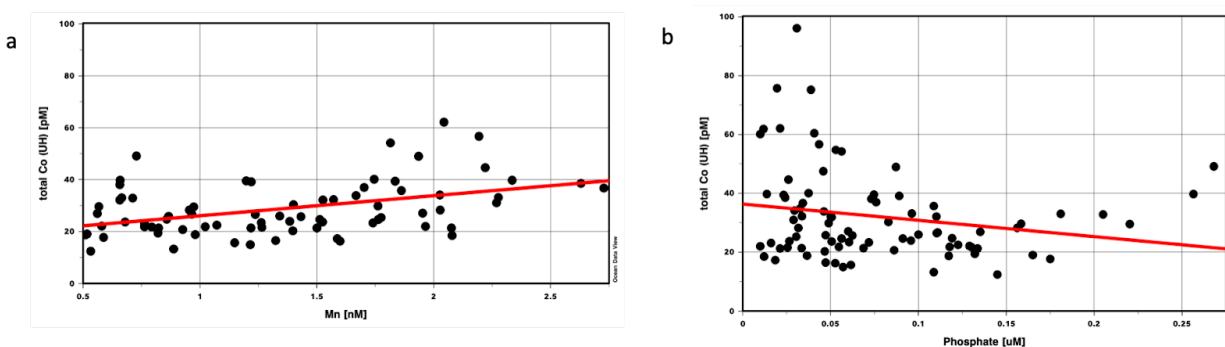 a
100
80
60
40
20
0
total Co (UH) [pM]
0.5 1 1.5 2 2.5
Mn [nM]
Ocean Data View
b
100
80
60
40
20
0
total Co (UH) [pM]
0 0.05 0.1 0.15 0.2 0.25
Phosphate [uM]